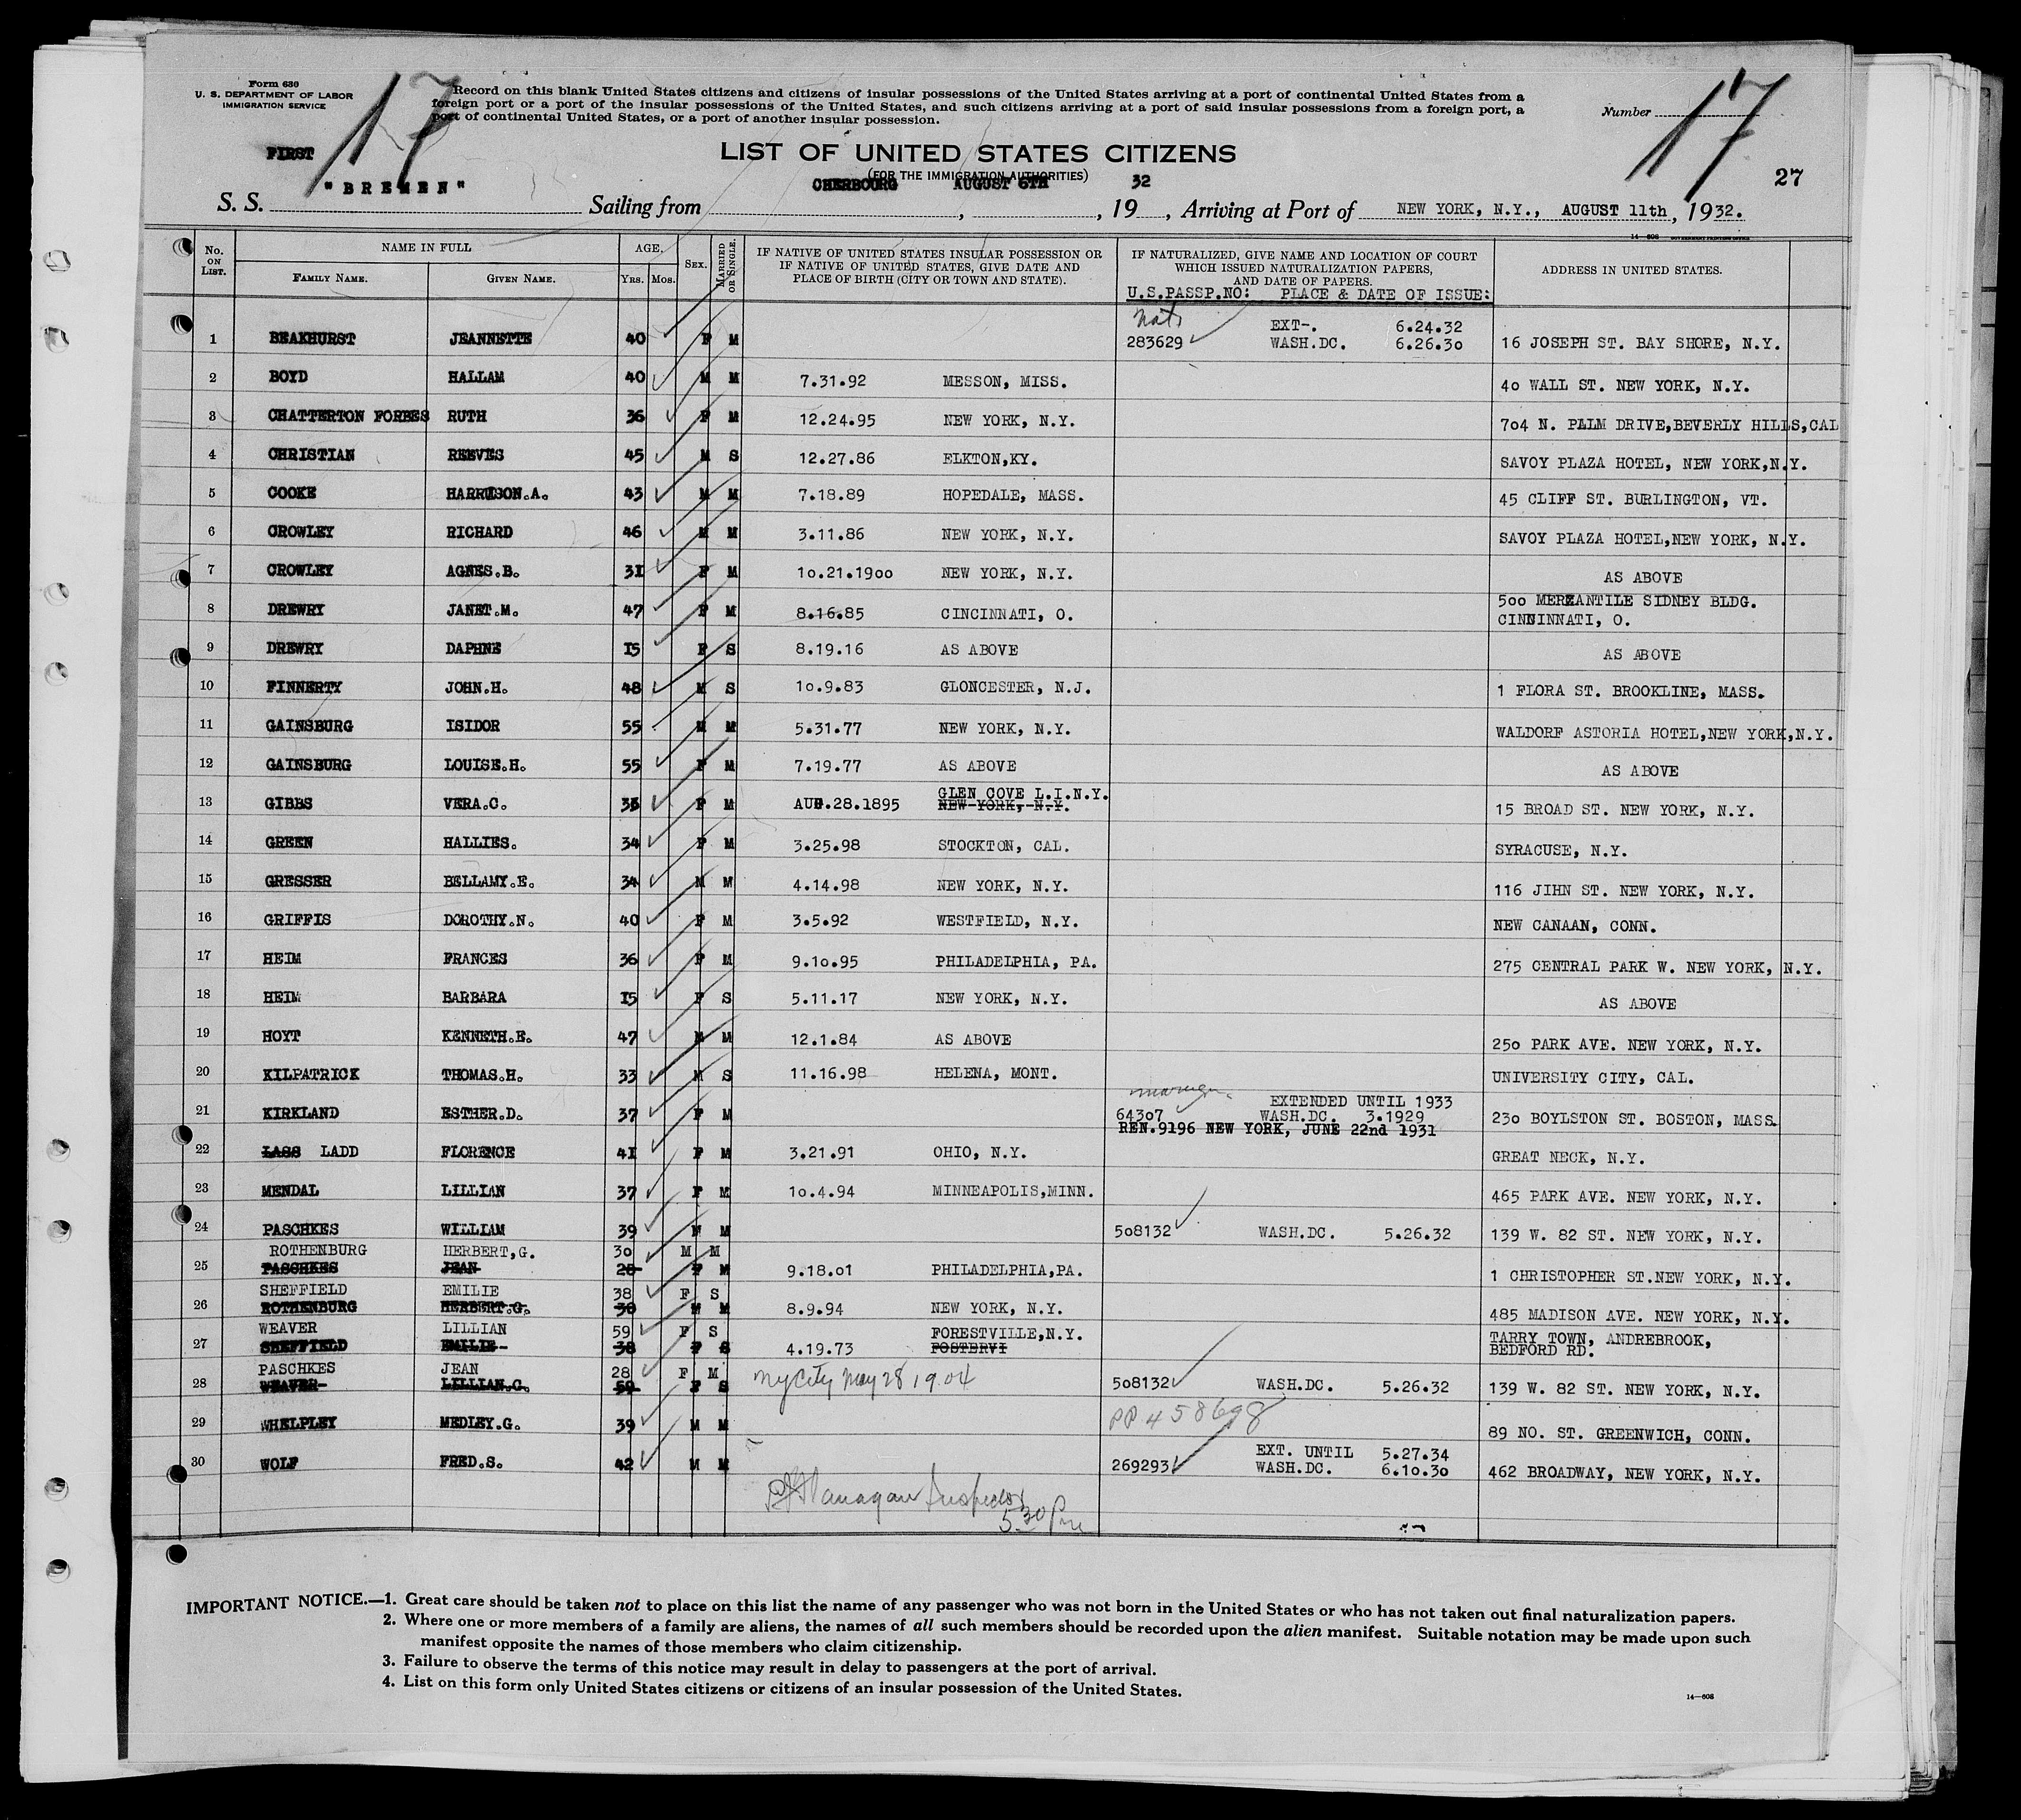 Form 630
U. S. DEPARTMENT OF LABOR
IMMIGRATION SERVICE
17
Record on this blank United States citizens and citizens of insular possessions of the United States arriving at a port of continental United States from a
foreign port or a port of the insular possessions of the United States, and such citizens arriving at a port of said insular possessions from a foreign port, a
port of continental United States, or a port of another insular possession.
Number 17
FIRST
LIST OF UNITED STATES CITIZENS
(FOR THE IMMIGRATION AUTHORITIES)
27
S. S. "BREMEN" Sailing from CHERBOURG, AUGUST 6TH, 1932, Arriving at Port of NEW YORK, N.Y., AUGUST 11th, 1932.
14—608 GOVERNMENT PRINTING OFFICE
No. ON LIST. NAME IN FULL AGE. SEX. MARRIED OR SINGLE. IF NATIVE OF UNITED STATES INSULAR POSSESSION OR IF NATIVE OF UNITED STATES, GIVE DATE AND PLACE OF BIRTH (CITY OR TOWN AND STATE). IF NATURALIZED, GIVE NAME AND LOCATION OF COURT WHICH ISSUED NATURALIZATION PAPERS, AND DATE OF PAPERS. ADDRESS IN UNITED STATES.
FAMILY NAME. GIVEN NAME. YRS. MOS. U.S.PASSP.NO: PLACE & DATE OF ISSUE:
Nats EXT-. 6.24.32
1 BEAKHURST JEANNETTE 40 F M 283629 WASH.DC. 6.26.30 16 JOSEPH ST. BAY SHORE, N.Y.
2 BOYD HALLAM 40 M M 7.31.92 MESSON, MISS. 40 WALL ST. NEW YORK, N.Y.
3 CHATTERTON FORBES RUTH 36 F M 12.24.95 NEW YORK, N.Y. 704 N. PALM DRIVE,BEVERLY HILLS,CAL
4 CHRISTIAN REEVES 45 M S 12.27.86 ELKTON,KY. SAVOY PLAZA HOTEL, NEW YORK,N.Y.
5 COOKE HARRISON.A. 43 M M 7.18.89 HOPEDALE, MASS. 45 CLIFF ST. BURLINGTON, VT.
6 CROWLEY RICHARD 46 M M 3.11.86 NEW YORK, N.Y. SAVOY PLAZA HOTEL,NEW YORK, N.Y.
7 CROWLEY AGNES.B. 31 F M 10.21.1900 NEW YORK, N.Y. AS ABOVE
8 DREWRY JANET.M. 47 F M 8.16.85 CINCINNATI, O. 500 MERZANTILE SIDNEY BLDG.
CINNINNATI, O.
9 DREWRY DAPHNE 15 F S 8.19.16 AS ABOVE AS ABOVE
10 FINNERTY JOHN.H. 48 M S 10.9.83 GLONCESTER, N.J. 1 FLORA ST. BROOKLINE, MASS.
11 GAINSBURG ISIDOR 55 M M 5.31.77 NEW YORK, N.Y. WALDORF ASTORIA HOTEL,NEW YORK,N.Y.
12 GAINSBURG LOUISE.H. 55 F M 7.19.77 AS ABOVE AS ABOVE
GLEN COVE L.I.N.Y.
13 GIBBS VERA.C. 36 F M AUG.28.1895 NEW YORK, N.Y. 15 BROAD ST. NEW YORK, N.Y.
14 GREEN HALLIES. 34 F M 3.25.98 STOCKTON, CAL. SYRACUSE, N.Y.
15 GRESSER BELLAMY.E. 34 M M 4.14.98 NEW YORK, N.Y. 116 JIHN ST. NEW YORK, N.Y.
16 GRIFFIS DOROTHY.N. 40 F M 3.5.92 WESTFIELD, N.Y. NEW CANAAN, CONN.
17 HEIM FRANCES 36 F M 9.10.95 PHILADELPHIA, PA. 275 CENTRAL PARK W. NEW YORK, N.Y.
18 HEIM BARBARA 15 F S 5.11.17 NEW YORK, N.Y. AS ABOVE
19 HOYT KENNETH.E. 47 M M 12.1.84 AS ABOVE 250 PARK AVE. NEW YORK, N.Y.
20 KILPATRICK THOMAS.H. 33 M S 11.16.98 HELENA, MONT. UNIVERSITY CITY, CAL.
EXTENDED UNTIL 1933
21 KIRKLAND ESTHER.D. 37 F M 64307 WASH.DC. 3.1929 230 BOYLSTON ST. BOSTON, MASS.
REN.9196 NEW YORK, JUNE 22nd 1931
22 LASS LADD FLORENCE 41 F M 3.21.91 OHIO, N.Y. GREAT NECK, N.Y.
23 MENDAL LILLIAN 37 F M 10.4.94 MINNEAPOLIS,MINN. 465 PARK AVE. NEW YORK, N.Y.
24 PASCHKES WILLIAM 39 M M 508132 WASH.DC. 5.26.32 139 W. 82 ST. NEW YORK, N.Y.
ROTHENBURG HERBERT,G. 30 M M
25 PASCHKES JEAN 28 F M 9.18.01 PHILADELPHIA,PA. 1 CHRISTOPHER ST.NEW YORK, N.Y.
SHEFFIELD EMILIE 38 F S
26 ROTHENBURG HERBERT.G. 30 M M 8.9.94 NEW YORK, N.Y. 485 MADISON AVE. NEW YORK, N.Y.
WEAVER LILLIAN 59 F S FORESTVILLE,N.Y. TARRY TOWN, ANDREBROOK,
27 SHEFFIELD EMILIE 38 F S 4.19.73 FOSTBRVI BEDFORD RD.
PASCHKES JEAN 28 F M
28 WEAVER LILLIAN.C. 59 F S Ny City May 28 1904 508132 WASH.DC. 5.26.32 139 W. 82 ST. NEW YORK, N.Y.
29 WHELPLEY MEDLEY.G. 39 M M PP 458698 89 NO. ST. GREENWICH, CONN.
EXT. UNTIL 5.27.34
30 WOLF FRED.S. 42 M M 269293 WASH.DC. 6.10.30 462 BROADWAY, NEW YORK, N.Y.
Flanagan Inspector
5 30 Pm
IMPORTANT NOTICE.—1. Great care should be taken not to place on this list the name of any passenger who was not born in the United States or who has not taken out final naturalization papers.
2. Where one or more members of a family are aliens, the names of all such members should be recorded upon the alien manifest. Suitable notation may be made upon such
manifest opposite the names of those members who claim citizenship.
3. Failure to observe the terms of this notice may result in delay to passengers at the port of arrival.
4. List on this form only United States citizens or citizens of an insular possession of the United States.
14—608